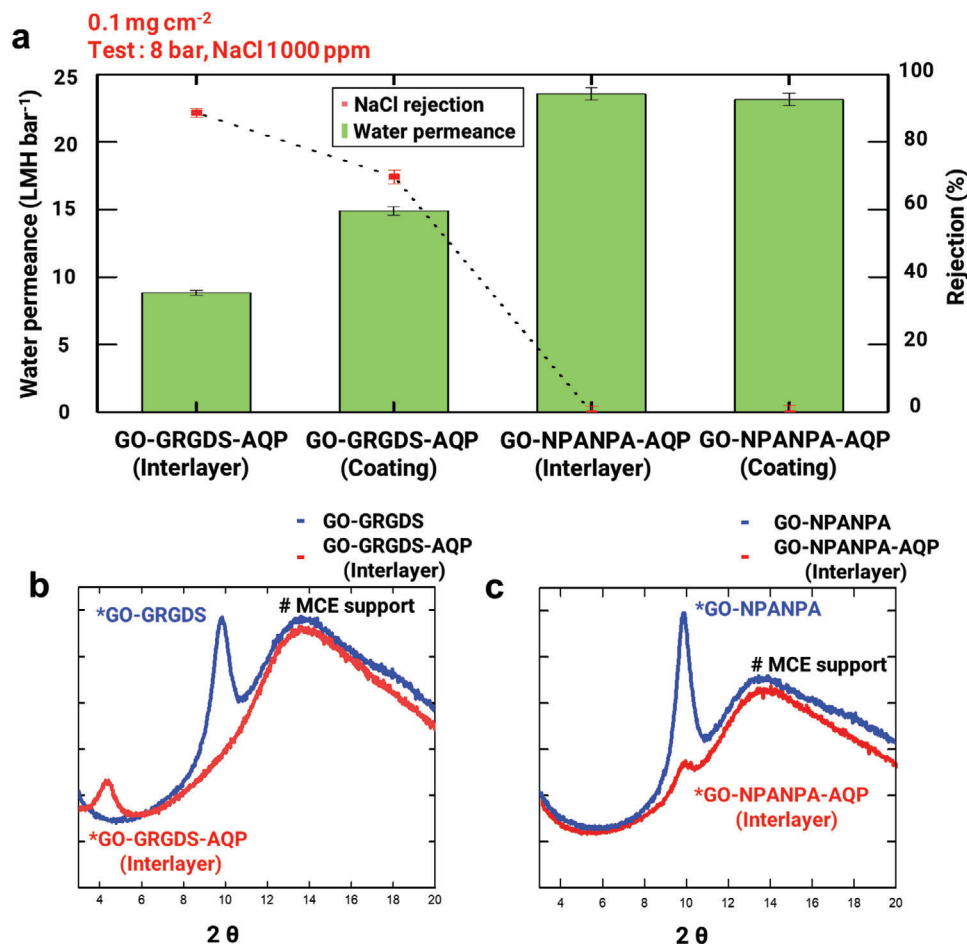 a
0.1 mg cm-2
Test : 8 bar, NaCl 1000 ppm
Water permeance (LMH bar-1)
25
20
15
10
5
0
NaCl rejection
Water permeance
100
80
60
40
20
0
Rejection (%)
GO-GRGDS-AQP
(Interlayer)
GO-GRGDS-AQP
(Coating)
GO-NPANPA-AQP
(Interlayer)
GO-NPANPA-AQP
(Coating)
GO-GRGDS
GO-GRGDS-AQP
(Interlayer)
b
*GO-GRGDS
# MCE support
*GO-GRGDS-AQP
(Interlayer)
4 6 8 10 12 14 16 18 20
2 θ
GO-NPANPA
GO-NPANPA-AQP
(Interlayer)
c
*GO-NPANPA
# MCE support
*GO-NPANPA-AQP
(Interlayer)
4 6 8 10 12 14 16 18 20
2 θ